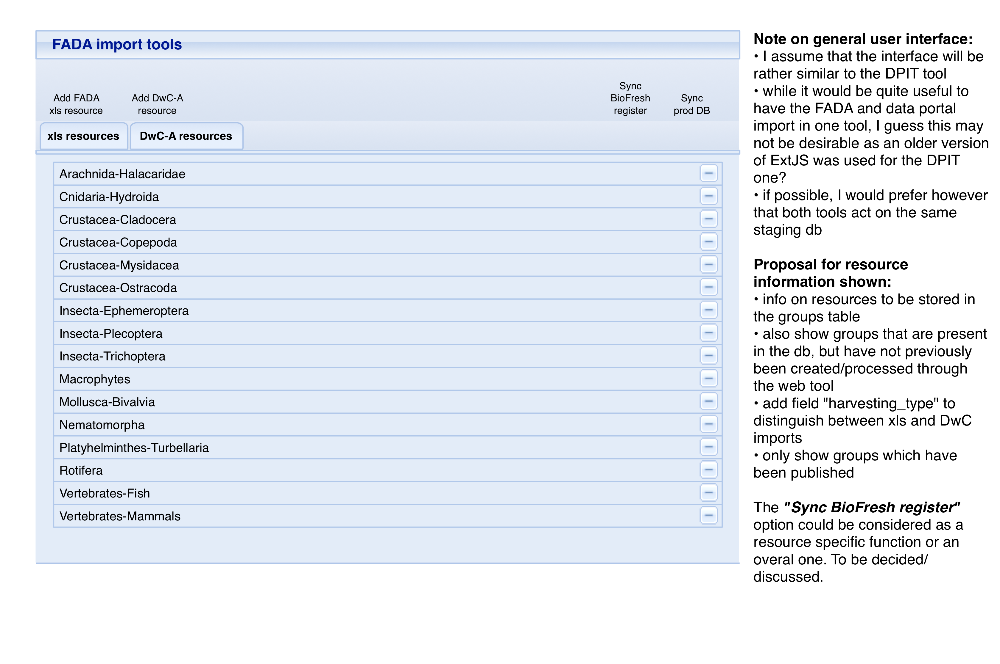 FADA import tools
Add FADA
xls resource
Add DwC-A
resource
Sync
BioFresh
register
Sync
prod DB
xls resources
DwC-A resources
Arachnida-Halacaridae
Cnidaria-Hydroida
Crustacea-Cladocera
Crustacea-Copepoda
Crustacea-Mysidacea
Crustacea-Ostracoda
Insecta-Ephemeroptera
Insecta-Plecoptera
Insecta-Trichoptera
Macrophytes
Mollusca-Bivalvia
Nematomorpha
Platyhelminthes-Turbellaria
Rotifera
Vertebrates-Fish
Vertebrates-Mammals
Note on general user interface:
• I assume that the interface will be
rather similar to the DPIT tool
• while it would be quite useful to
have the FADA and data portal
import in one tool, I guess this may
not be desirable as an older version
of ExtJS was used for the DPIT
one?
• if possible, I would prefer however
that both tools act on the same
staging db
Proposal for resource
information shown:
• info on resources to be stored in
the groups table
• also show groups that are present
in the db, but have not previously
been created/processed through
the web tool
• add field "harvesting_type" to
distinguish between xls and DwC
imports
• only show groups which have
been published
The "Sync BioFresh register"
option could be considered as a
resource specific function or an
overal one. To be decided/
discussed.